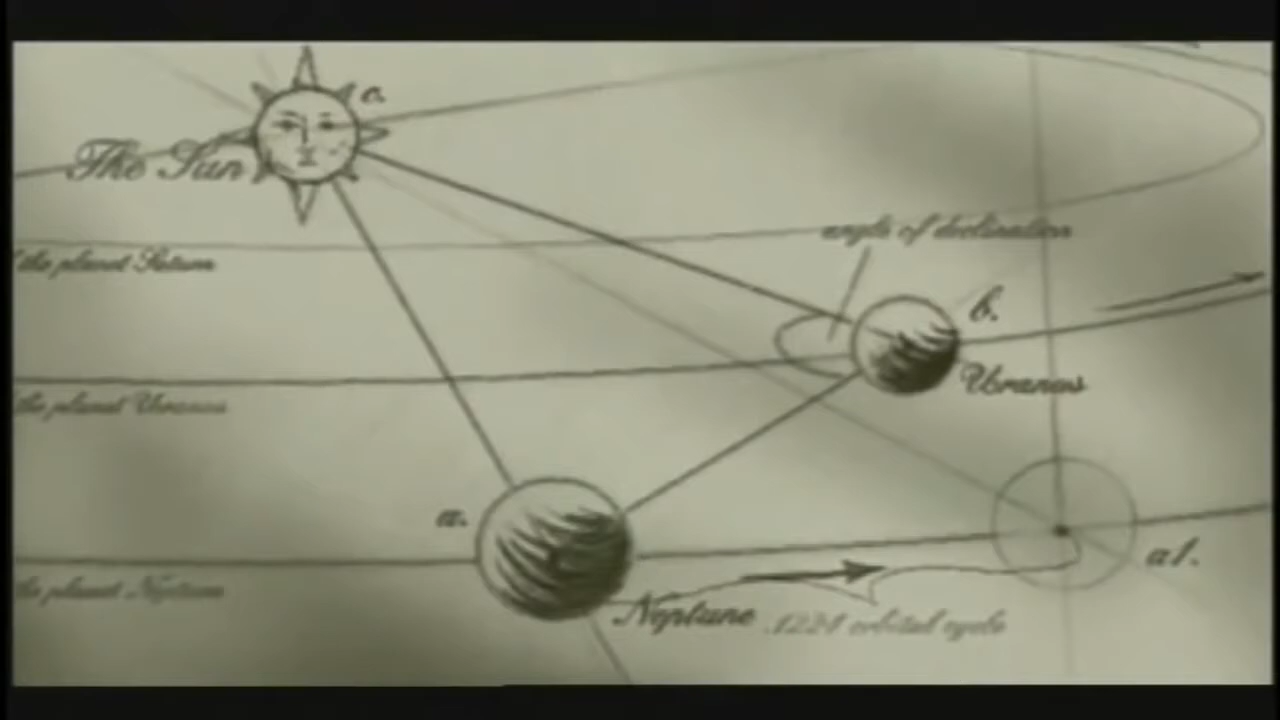 c.
The Sun
angle of declination
the planet Saturn
b.
Uranus
the planet Uranus
a.
a1.
the planet Neptune
Neptune
.1224 orbital cycle